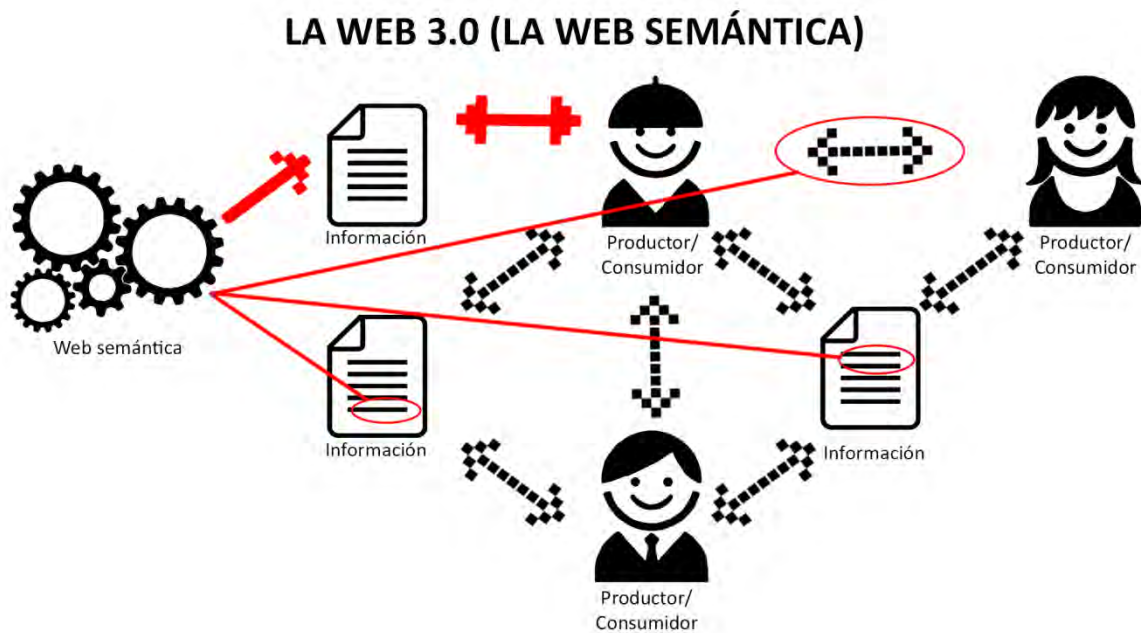 LA WEB 3.0 (LA WEB SEMÁNTICA)
Información
Productor/
Consumidor
Productor/
Consumidor
Web semántica
Información
Información
Productor/
Consumidor